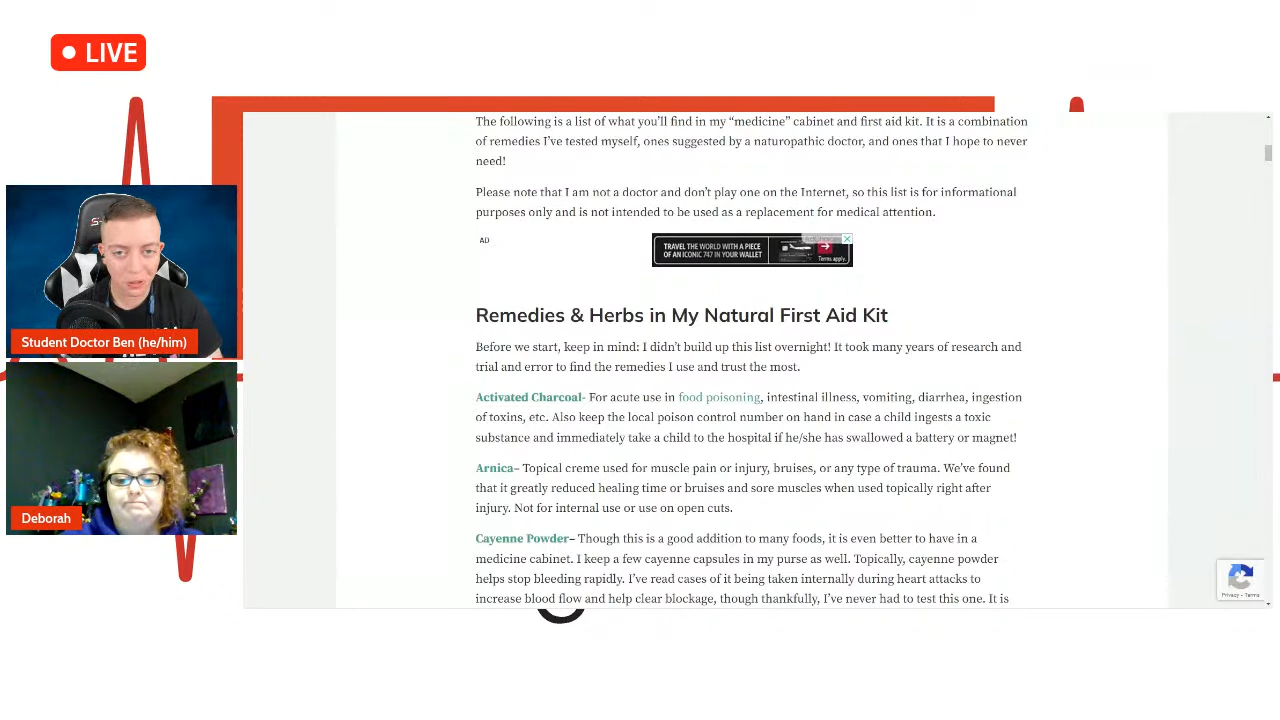 LIVE
The following is a list of what you’ll find in my “medicine” cabinet and first aid kit. It is a combination
of remedies I’ve tested myself, ones suggested by a naturopathic doctor, and ones that I hope to never
need!
Please note that I am not a doctor and don’t play one on the Internet, so this list is for informational
purposes only and is not intended to be used as a replacement for medical attention.
AD
TRAVEL THE WORLD WITH A PIECE
OF AN ICONIC 747 IN YOUR WALLET
Terms apply.
Remedies & Herbs in My Natural First Aid Kit
Before we start, keep in mind: I didn’t build up this list overnight! It took many years of research and
trial and error to find the remedies I use and trust the most.
Activated Charcoal- For acute use in food poisoning, intestinal illness, vomiting, diarrhea, ingestion
of toxins, etc. Also keep the local poison control number on hand in case a child ingests a toxic
substance and immediately take a child to the hospital if he/she has swallowed a battery or magnet!
Arnica– Topical creme used for muscle pain or injury, bruises, or any type of trauma. We’ve found
that it greatly reduced healing time or bruises and sore muscles when used topically right after
injury. Not for internal use or use on open cuts.
Cayenne Powder– Though this is a good addition to many foods, it is even better to have in a
medicine cabinet. I keep a few cayenne capsules in my purse as well. Topically, cayenne powder
helps stop bleeding rapidly. I’ve read cases of it being taken internally during heart attacks to
increase blood flow and help clear blockage, though thankfully, I’ve never had to test this one. It is
Student Doctor Ben (he/him)
Deborah
Privacy - Terms